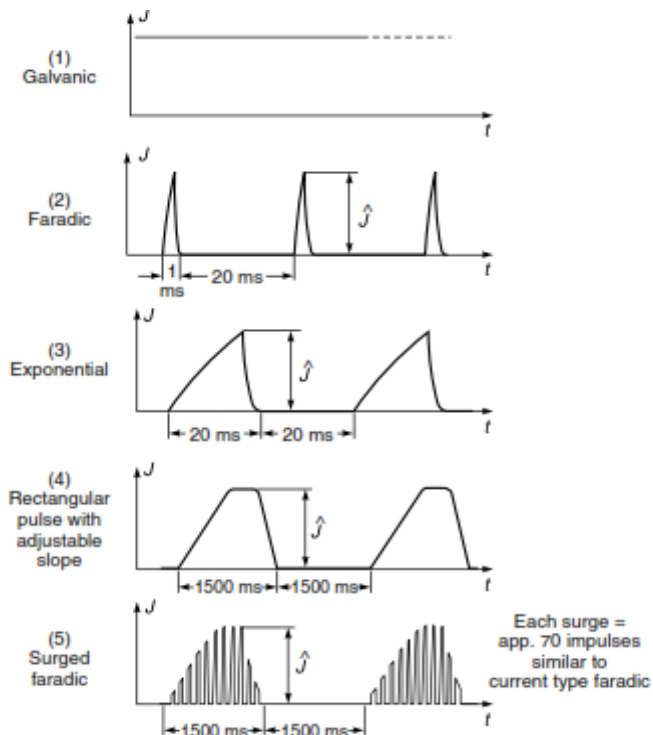 J
(1)
Galvanic
t
J
(2)
Faradic
Ĵ
1
ms
20 ms
t
J
(3)
Exponential
Ĵ
20 ms
20 ms
t
J
(4)
Rectangular
pulse with
adjustable
slope
Ĵ
1500 ms
1500 ms
t
J
(5)
Surged
faradic
Ĵ
Each surge =
app. 70 impulses
similar to
current type faradic
1500 ms
1500 ms
t